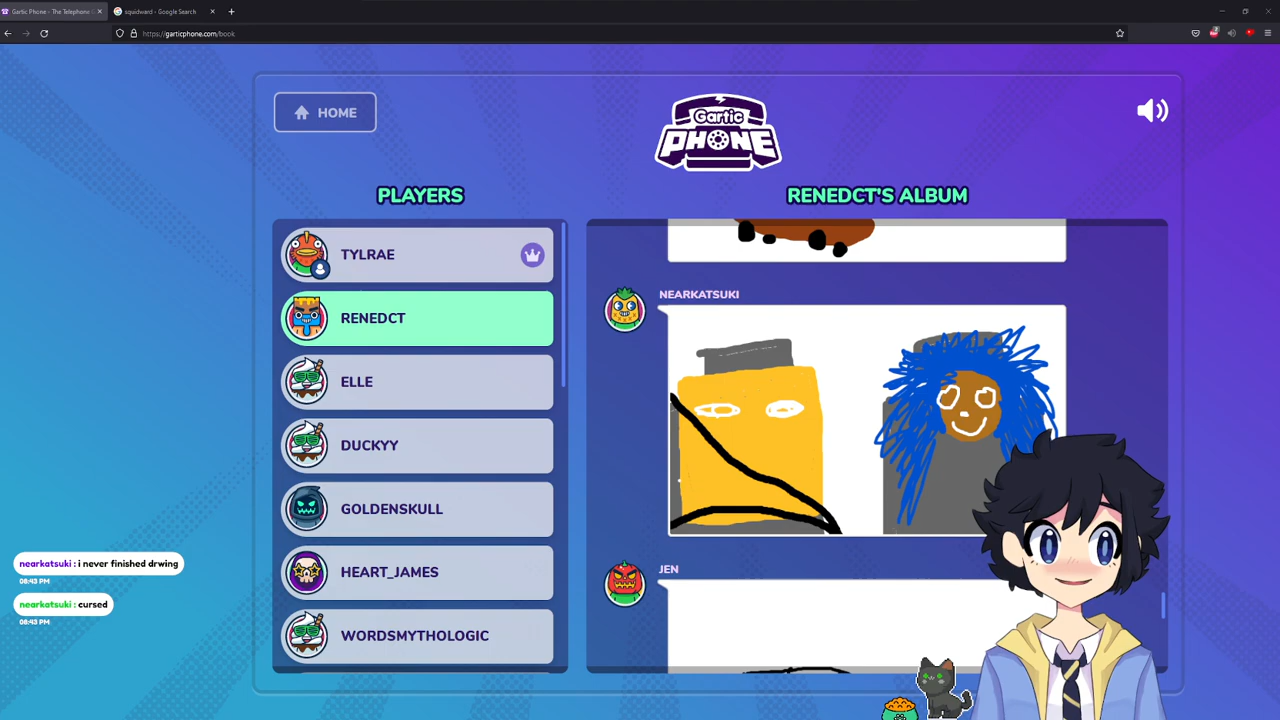 Gartic Phone - The Telephone G
squidward - Google Search
https://garticphone.com/book
HOME
Gartic
PHONE
PLAYERS
RENEDCT'S ALBUM
TYLRAE
RENEDCT
ELLE
DUCKYY
GOLDENSKULL
HEART_JAMES
WORDSMYTHOLOGIC
NEARKATSUKI
JEN
nearkatsuki : i never finished drwing
08:43 PM
nearkatsuki : cursed
08:43 PM